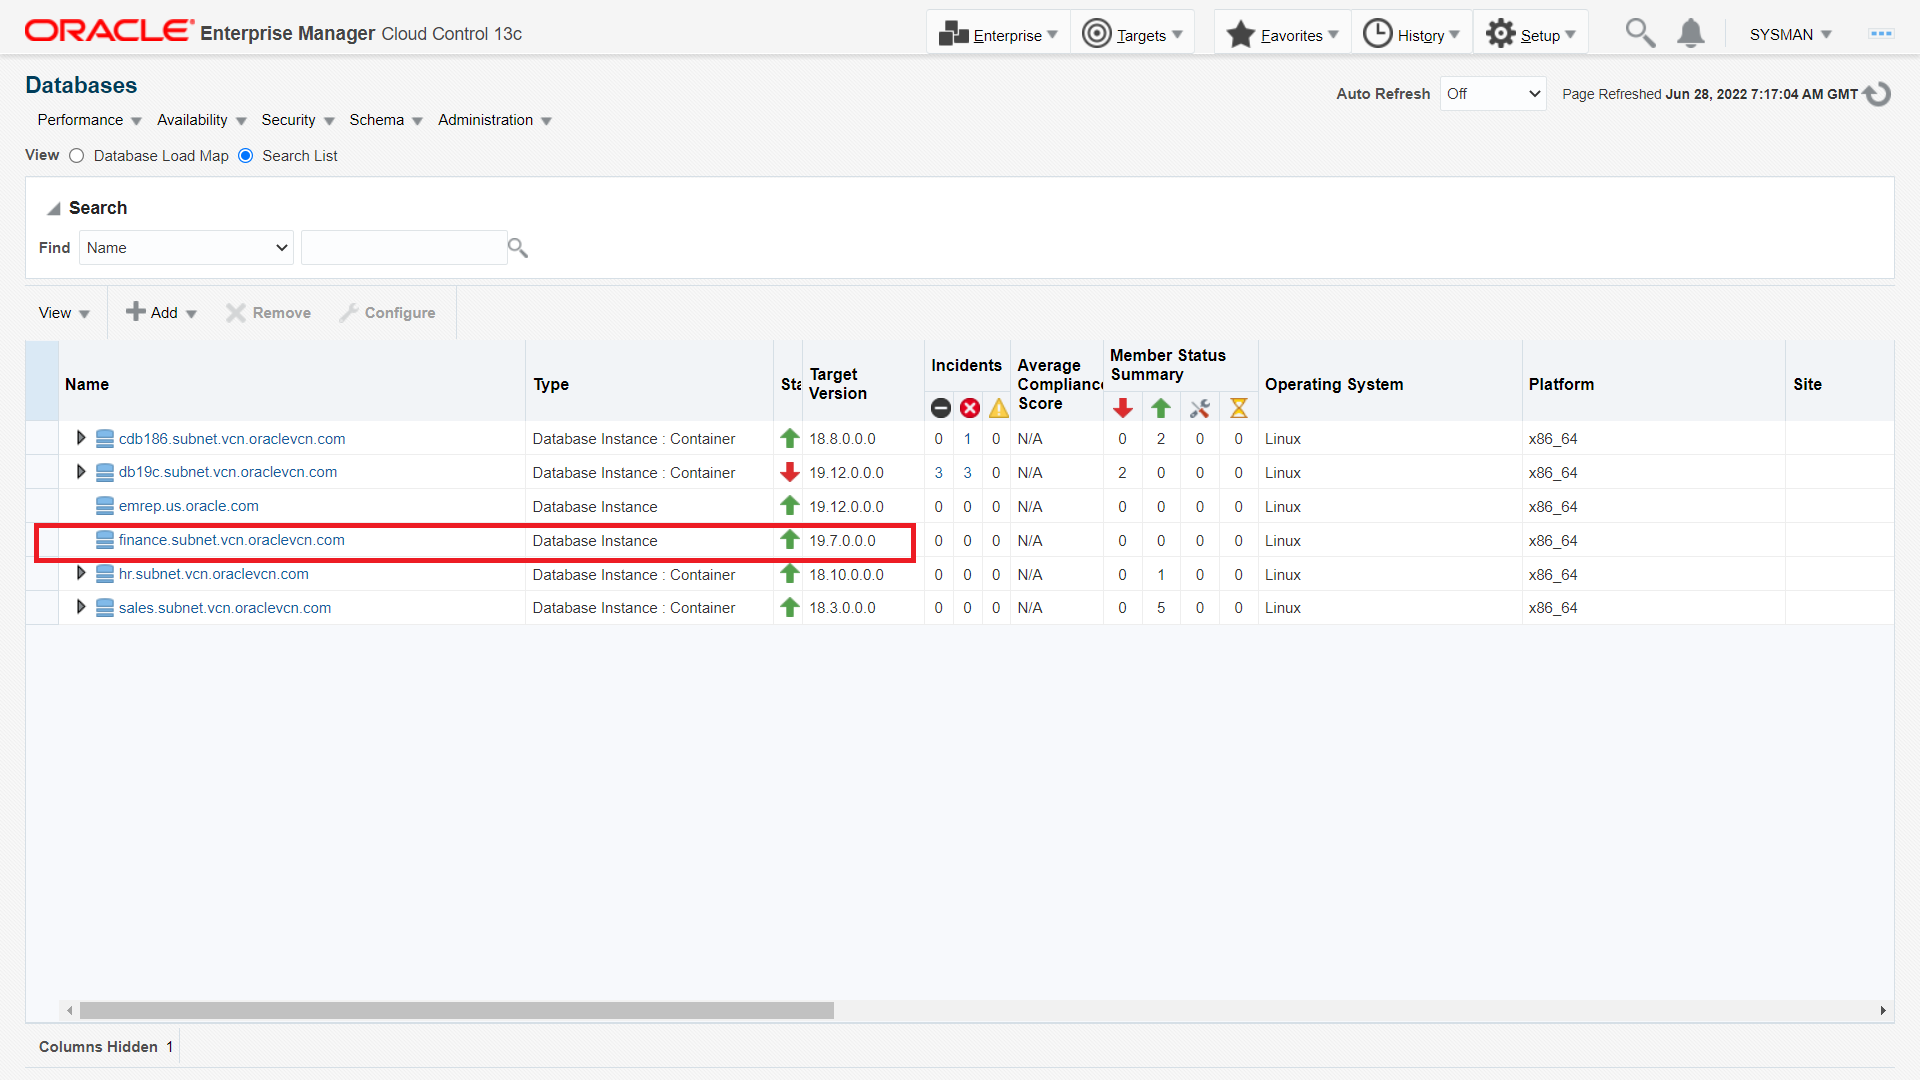 ORACLE Enterprise Manager Cloud Control 13c Enterprise Targets Favorites History Setup SYSMAN
Databases
Auto Refresh Off Page Refreshed Jun 28, 2022 7:17:04 AM GMT
Performance Availability Security Schema Administration
View Database Load Map Search List
Search
Find Name
View Add Remove Configure
Name Type Sta Target Version Incidents Average Compliance Score Member Status Summary Operating System Platform Site
cdb186.subnet.vcn.oraclevcn.com Database Instance : Container 18.8.0.0.0 0 1 0 N/A 0 2 0 0 Linux x86_64
db19c.subnet.vcn.oraclevcn.com Database Instance : Container 19.12.0.0.0 3 3 0 N/A 2 0 0 0 Linux x86_64
emrep.us.oracle.com Database Instance 19.12.0.0.0 0 0 0 N/A 0 0 0 0 Linux x86_64
finance.subnet.vcn.oraclevcn.com Database Instance 19.7.0.0.0 0 0 0 N/A 0 0 0 0 Linux x86_64
hr.subnet.vcn.oraclevcn.com Database Instance : Container 18.10.0.0.0 0 0 0 N/A 0 1 0 0 Linux x86_64
sales.subnet.vcn.oraclevcn.com Database Instance : Container 18.3.0.0.0 0 0 0 N/A 0 5 0 0 Linux x86_64
Columns Hidden 1